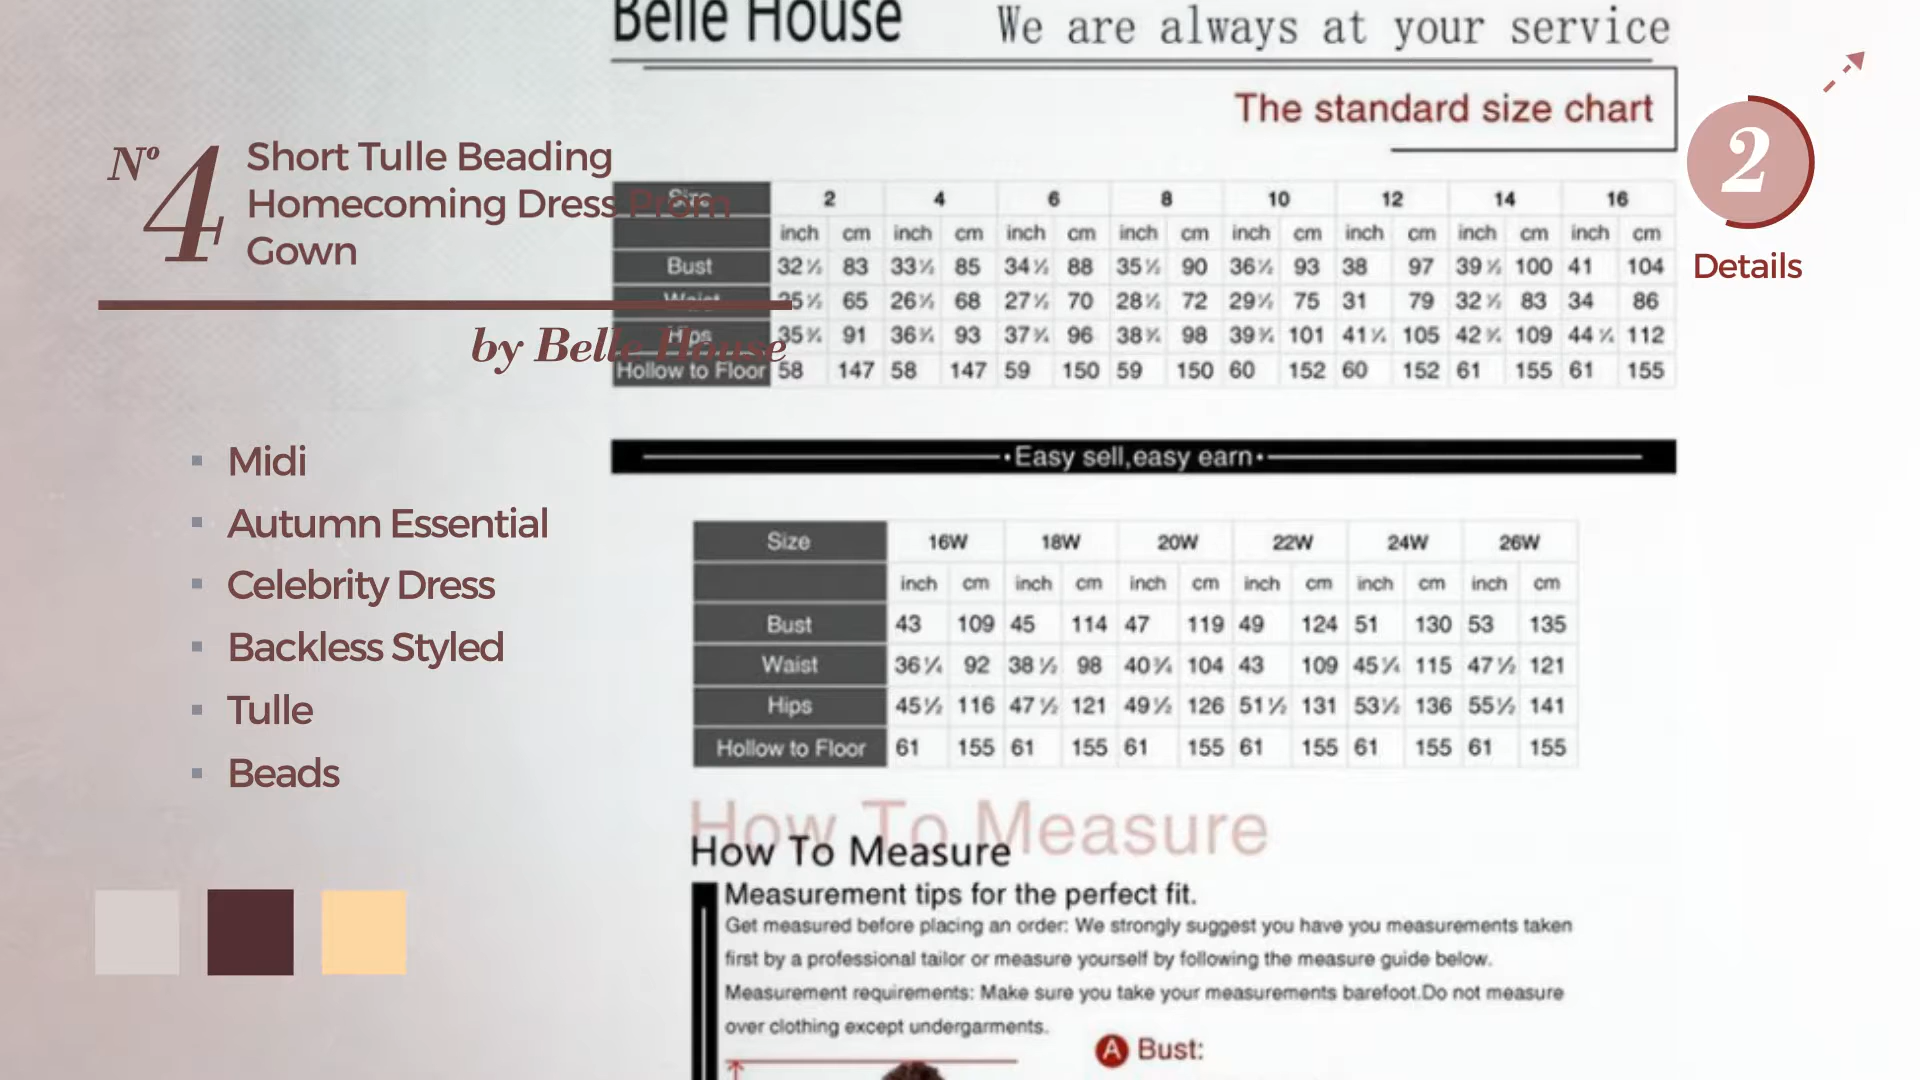 Belle House We are always at your service
The standard size chart
Nº 4
Short Tulle Beading
Homecoming Dress Prom
Gown
by Belle House
Midi
Autumn Essential
Celebrity Dress
Backless Styled
Tulle
Beads
2
Details
Size 2 4 6 8 10 12 14 16
inch cm inch cm inch cm inch cm inch cm inch cm inch cm inch cm
Bust 32½ 83 33½ 85 34½ 88 35½ 90 36½ 93 38 97 39½ 100 41 104
Waist 25½ 65 26½ 68 27½ 70 28½ 72 29½ 75 31 79 32½ 83 34 86
Hips 35¾ 91 36¾ 93 37¾ 96 38¾ 98 39¾ 101 41¼ 105 42¾ 109 44¼ 112
Hollow to Floor 58 147 58 147 59 150 59 150 60 152 60 152 61 155 61 155
•Easy sell,easy earn•
Size 16W 18W 20W 22W 24W 26W
inch cm inch cm inch cm inch cm inch cm inch cm
Bust 43 109 45 114 47 119 49 124 51 130 53 135
Waist 36¼ 92 38½ 98 40¾ 104 43 109 45¼ 115 47½ 121
Hips 45½ 116 47½ 121 49½ 126 51½ 131 53½ 136 55½ 141
Hollow to Floor 61 155 61 155 61 155 61 155 61 155 61 155
How To Measure
How To Measure
Measurement tips for the perfect fit.
Get measured before placing an order: We strongly suggest you have you measurements taken
first by a professional tailor or measure yourself by following the measure guide below.
Measurement requirements: Make sure you take your measurements barefoot.Do not measure
over clothing except undergarments.
A Bust: